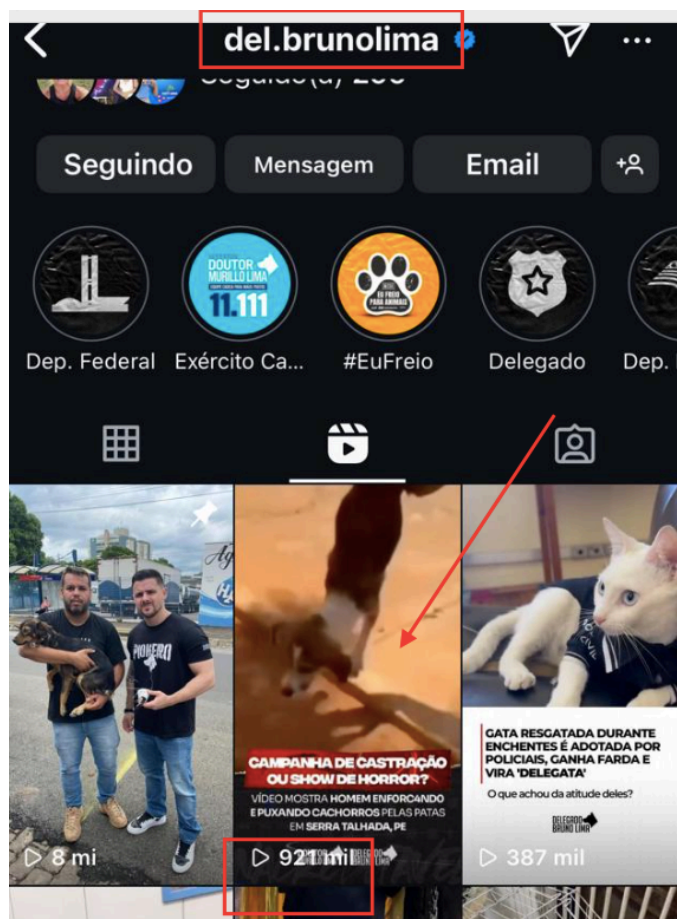 del.brunolima
Seguido(a)
Seguindo
Mensagem
Email
DOUTOR
MURILLO LIMA
11.111
EU FREIO
PARA ANIMAIS
Dep. Federal
Exército Ca...
#EuFreio
Delegado
Dep.
PIONEIRO
CAMPANHA DE CASTRAÇÃO
OU SHOW DE HORROR?
VÍDEO MOSTRA HOMEM ENFORCANDO
E PUXANDO CACHORROS PELAS PATAS
EM SERRA TALHADA, PE
GATA RESGATADA DURANTE
ENCHENTES É ADOTADA POR
POLICIAIS, GANHA FARDA E
VIRA 'DELEGATA'
O que achou da atitude deles?
DELEGADO
BRUNO LIMA
8 mi
921 mil
387 mil